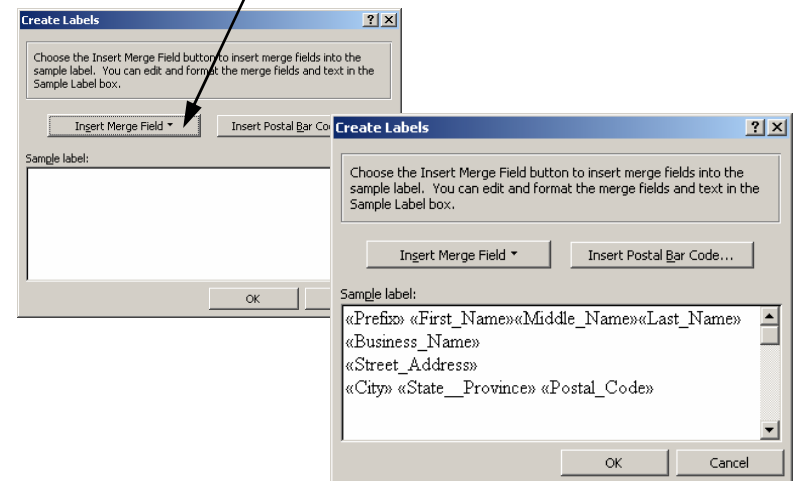 Create Labels
Choose the Insert Merge Field button to insert merge fields into the
sample label. You can edit and format the merge fields and text in the
Sample Label box.
Insert Merge Field
Insert Postal Bar
Sample label:
OK
Create Labels
Choose the Insert Merge Field button to insert merge fields into the
sample label. You can edit and format the merge fields and text in the
Sample Label box.
Insert Merge Field
Insert Postal Bar Code...
Sample label:
«Prefix» «First_Name»«Middle_Name»«Last_Name»
«Business_Name»
«Street_Address»
«City» «State__Province» «Postal_Code»
OK
Cancel